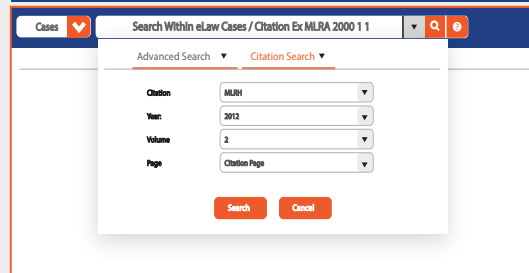 Cases Search Within eLaw Cases / Citation Ex MLRA 2000 1 1
Advanced Search Citation Search
Citation MLRH
Year: 2012
Volume 2
Page Citation Page
Search Cancel